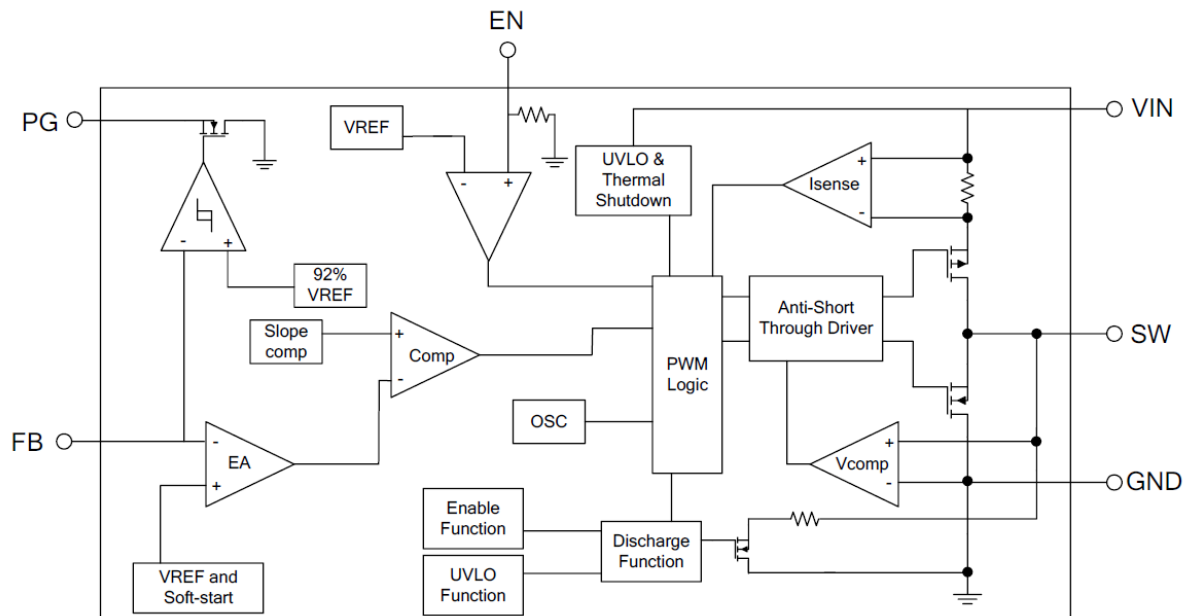 EN
PG
VIN
VREF
- +
UVLO &
Thermal
Shutdown
+
Isense
-
- +
92%
VREF
Slope
comp
+
Comp
-
Anti-Short
Through Driver
SW
PWM
Logic
OSC
FB
-
EA
+
+
Vcomp
-
GND
Enable
Function
Discharge
Function
UVLO
Function
VREF and
Soft-start